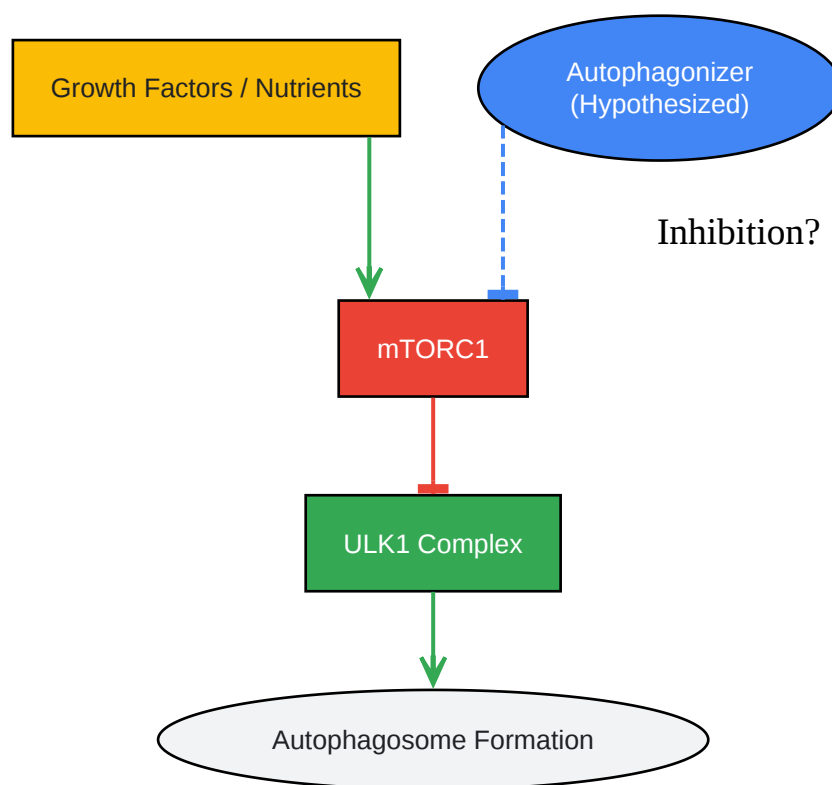 Growth Factors / Nutrients
Autophagonizer
(Hypothesized)
Inhibition?
mTORC1
ULK1 Complex
Autophagosome Formation